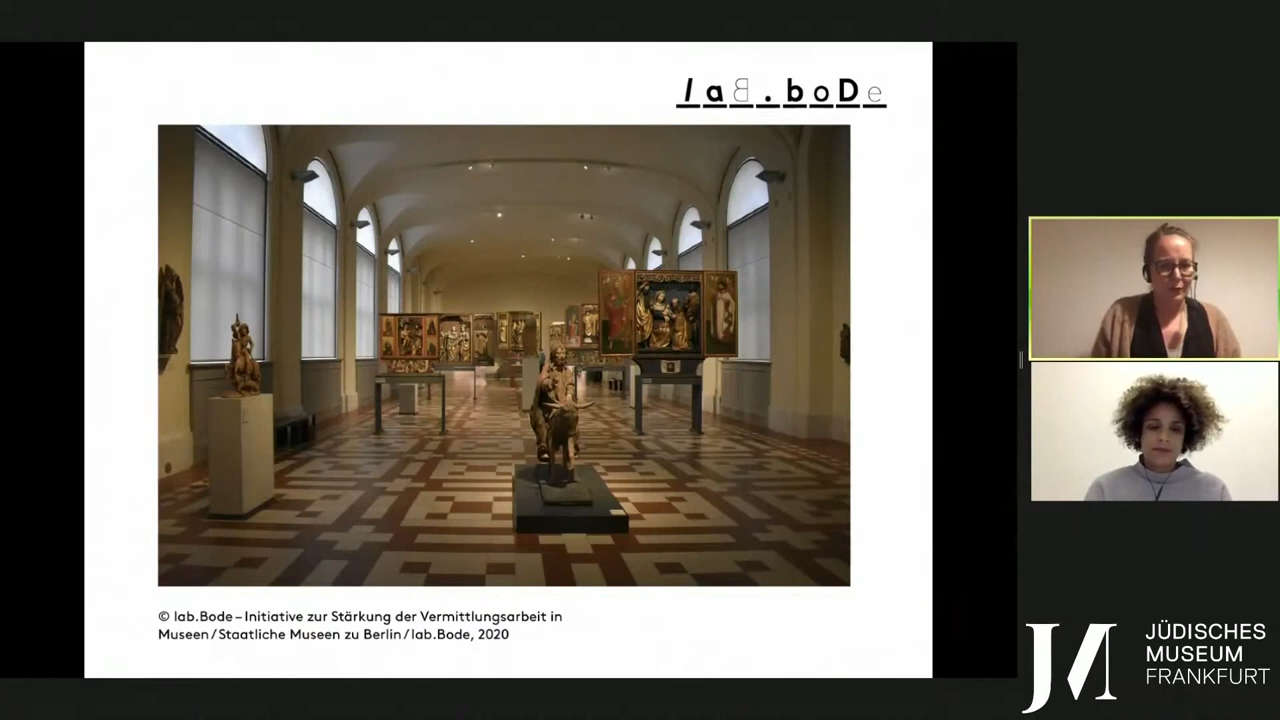 laB.boDe
© lab.Bode – Initiative zur Stärkung der Vermittlungsarbeit in
Museen / Staatliche Museen zu Berlin / lab.Bode, 2020
JM
JÜDISCHES
MUSEUM
FRANKFURT